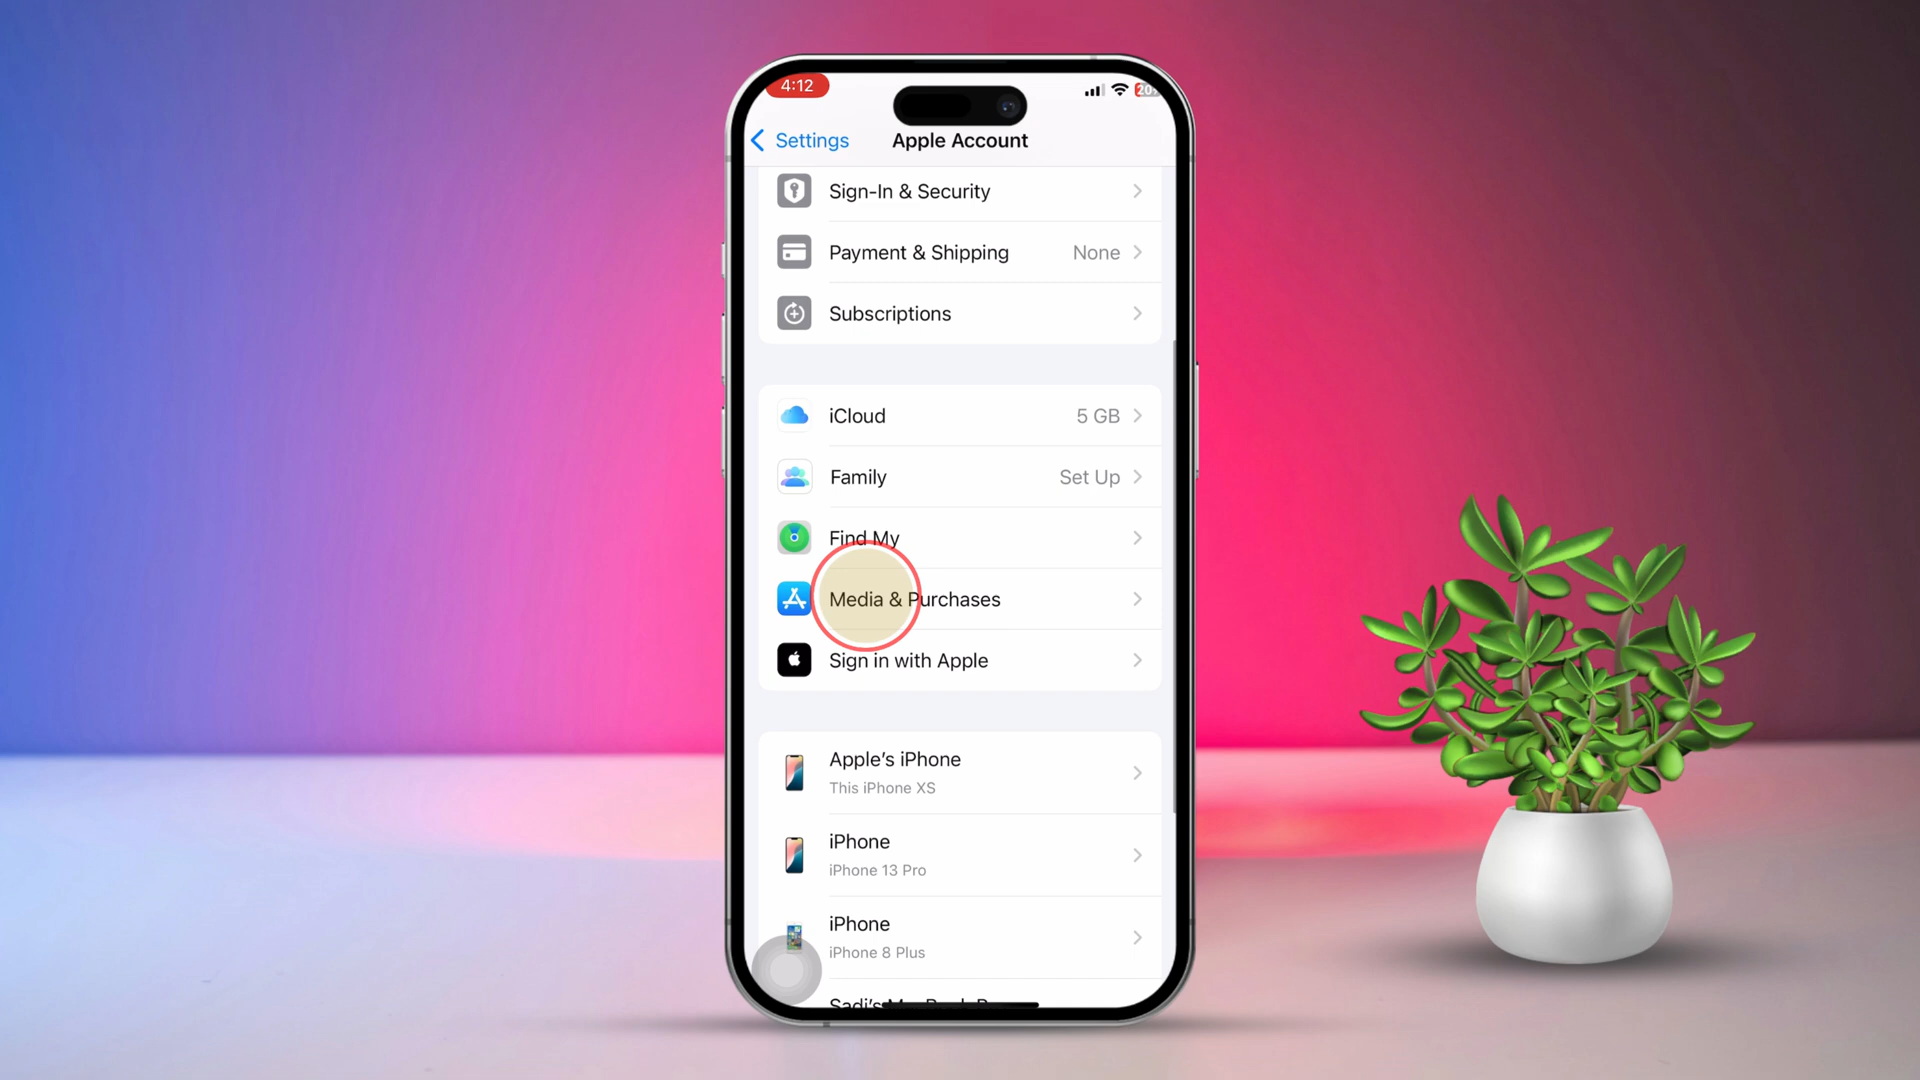 4:12
20
Settings
Apple Account
Sign-In & Security
Payment & Shipping
None
Subscriptions
iCloud
5 GB
Family
Set Up
Find My
Media & Purchases
Sign in with Apple
Apple's iPhone
This iPhone XS
iPhone
iPhone 13 Pro
iPhone
iPhone 8 Plus
Sadi's